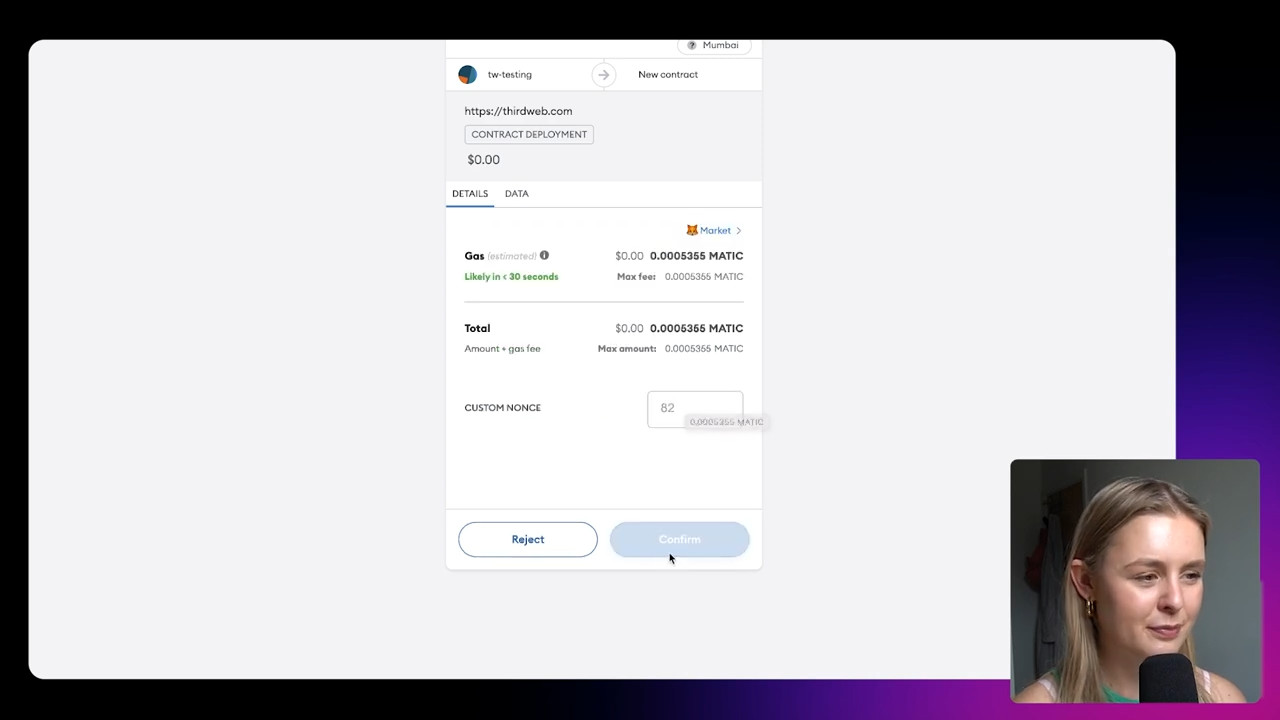 Mumbai
tw-testing
New contract
https://thirdweb.com
CONTRACT DEPLOYMENT
$0.00
DETAILS DATA
Market
Gas (estimated) $0.00 0.0005355 MATIC
Likely in < 30 seconds Max fee: 0.0005355 MATIC
Total $0.00 0.0005355 MATIC
Amount + gas fee Max amount: 0.0005355 MATIC
CUSTOM NONCE 82
0.0005355 MATIC
Reject Confirm